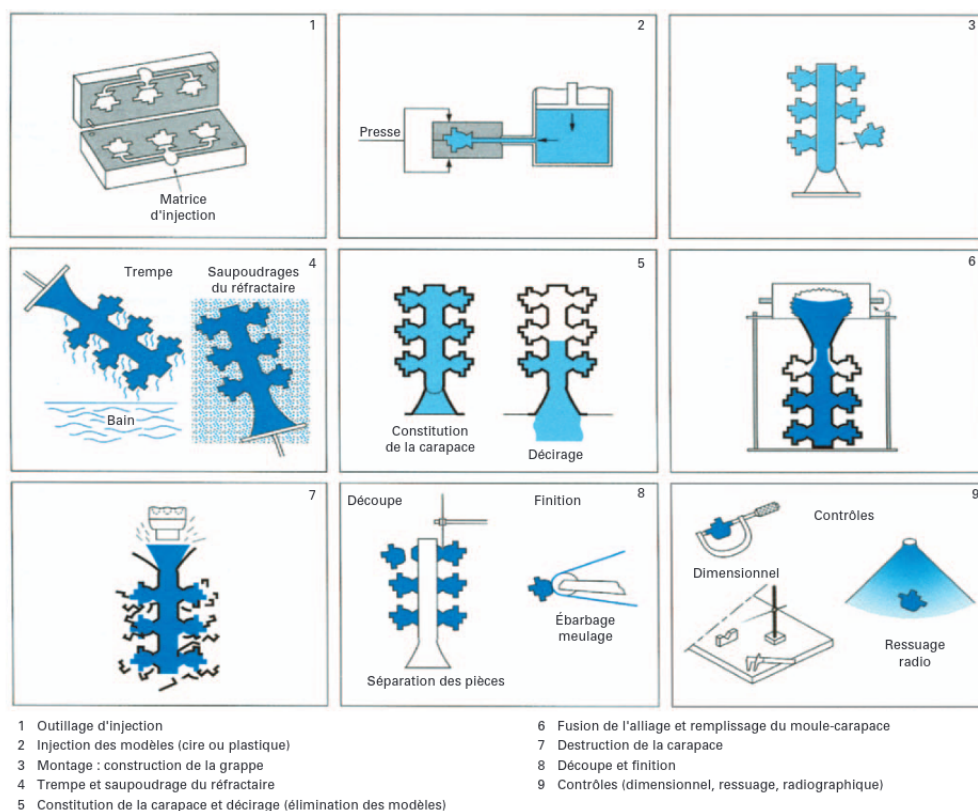 1
Matrice
d'injection
2
Presse
3
4
Trempe
Saupoudrages
du réfractaire
Bain
5
Constitution
de la carapace
Décirage
6
7
8
Découpe
Finition
Ébarbage
meulage
Séparation des pièces
9
Contrôles
Dimensionnel
Ressuage
radio
1 Outillage d'injection
2 Injection des modèles (cire ou plastique)
3 Montage : construction de la grappe
4 Trempe et saupoudrage du réfractaire
5 Constitution de la carapace et décirage (élimination des modèles)
6 Fusion de l'alliage et remplissage du moule-carapace
7 Destruction de la carapace
8 Découpe et finition
9 Contrôles (dimensionnel, ressuage, radiographique)